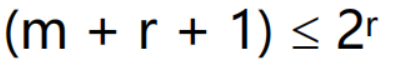 (m + r + 1) ≤ 2ʳ